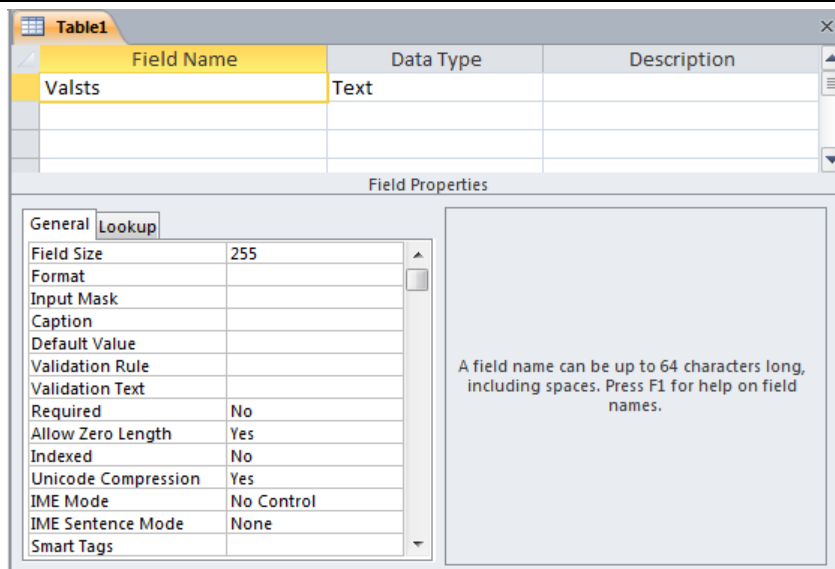 Table1
Field Name Data Type Description
Valsts Text
Field Properties
General Lookup
Field Size 255
Format
Input Mask
Caption
Default Value
Validation Rule
Validation Text
Required No
Allow Zero Length Yes
Indexed No
Unicode Compression Yes
IME Mode No Control
IME Sentence Mode None
Smart Tags
A field name can be up to 64 characters long,
including spaces. Press F1 for help on field
names.